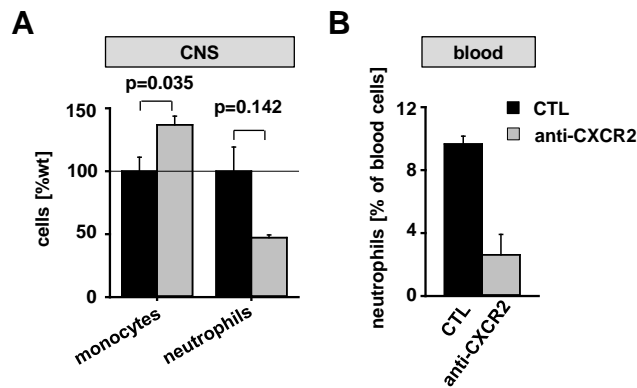 A
CNS
p=0.035
p=0.142
cells [%wt]
150
100
50
0
monocytes
neutrophils
B
blood
neutrophils [% of blood cells]
12
8
4
0
CTL
anti-CXCR2
CTL
anti-CXCR2